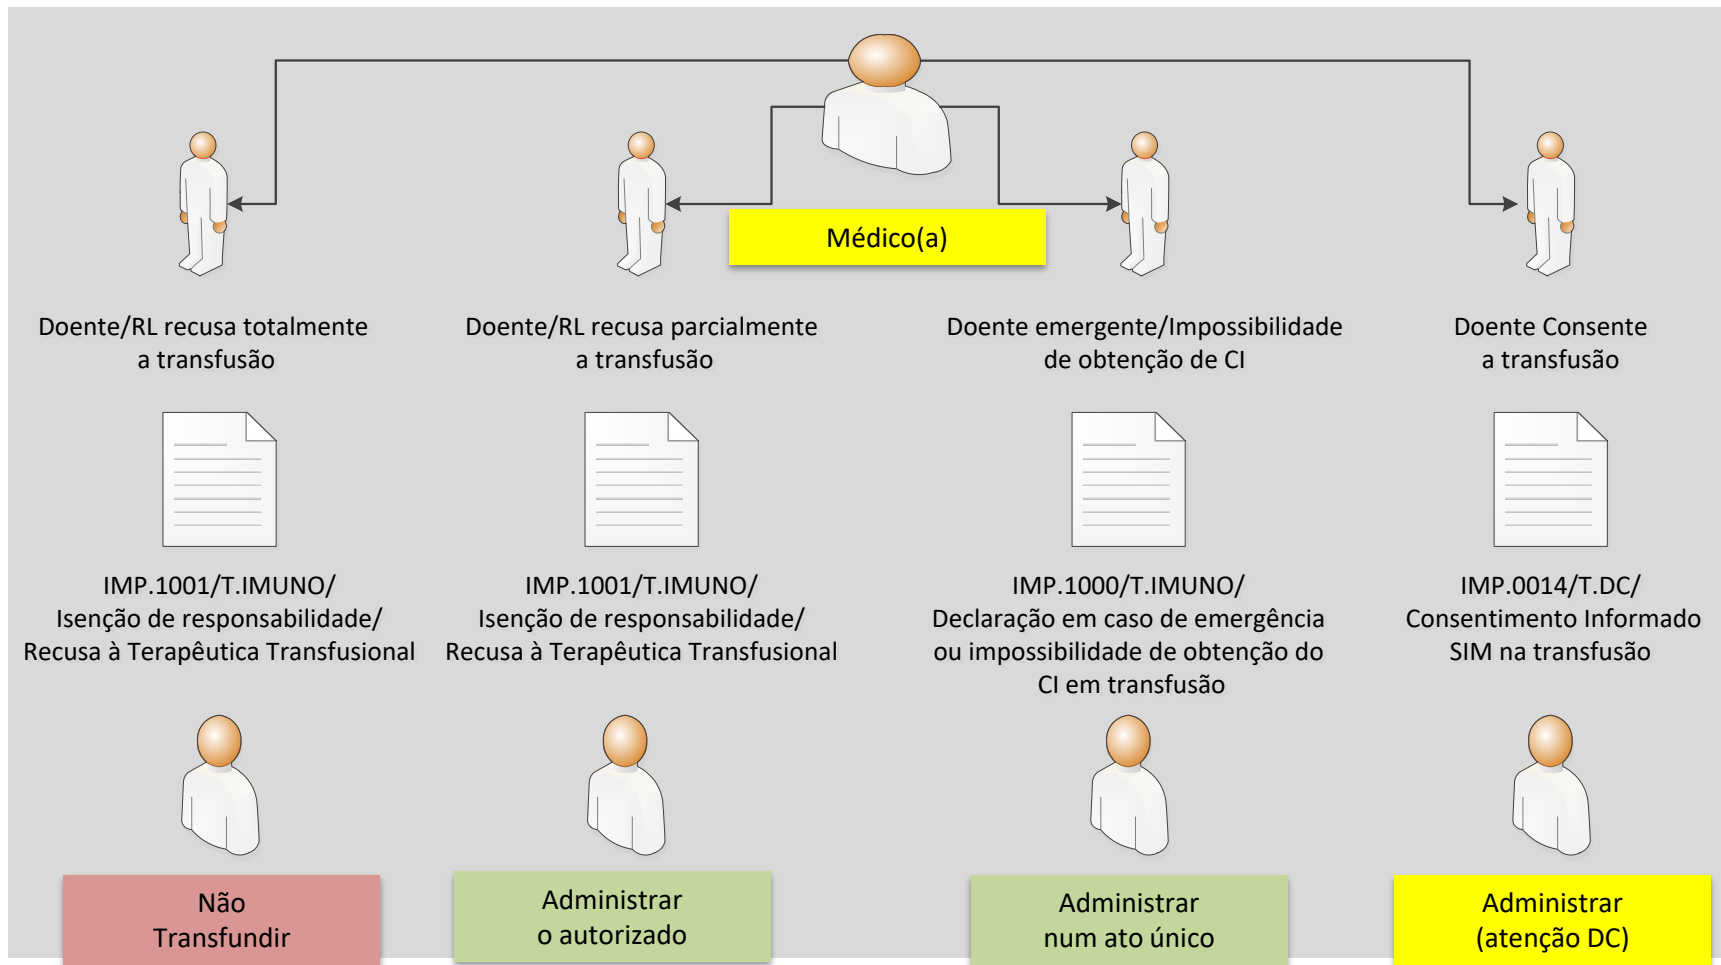 Médico(a)
Doente/RL recusa totalmente
a transfusão
Doente/RL recusa parcialmente
a transfusão
Doente emergente/Impossibilidade
de obtenção de CI
Doente Consente
a transfusão
IMP.1001/T.IMUNO/
Isenção de responsabilidade/
Recusa à Terapêutica Transfusional
IMP.1001/T.IMUNO/
Isenção de responsabilidade/
Recusa à Terapêutica Transfusional
IMP.1000/T.IMUNO/
Declaração em caso de emergência
ou impossibilidade de obtenção do
CI em transfusão
IMP.0014/T.DC/
Consentimento Informado
SIM na transfusão
Não
Transfundir
Administrar
o autorizado
Administrar
num ato único
Administrar
(atenção DC)